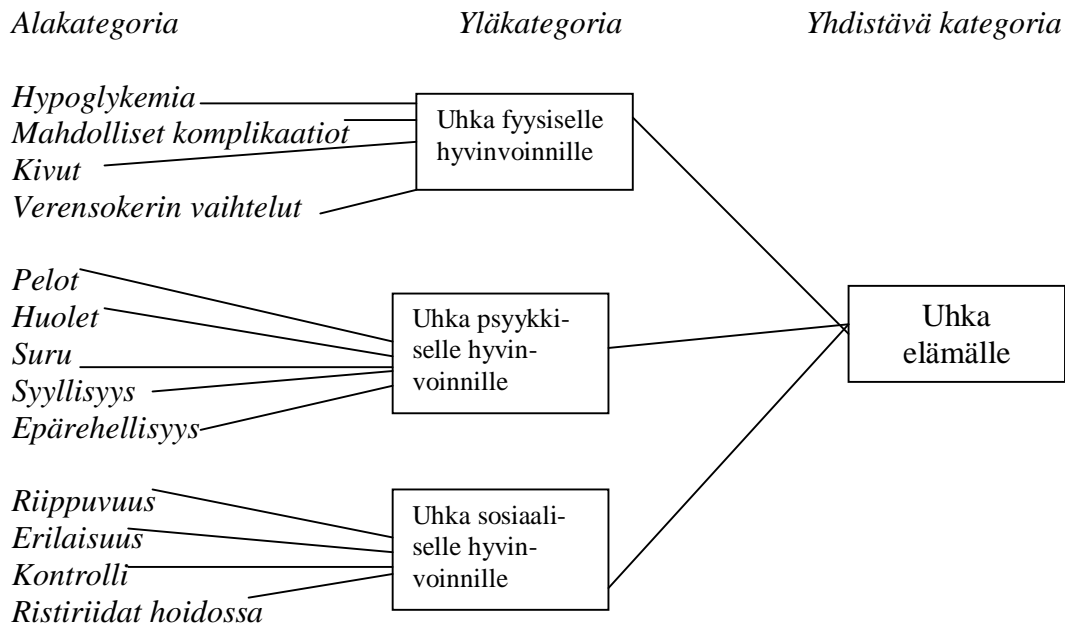 Alakategoria Yläkategoria Yhdistävä kategoria
Hypoglykemia
Mahdolliset komplikaatiot
Kivut
Verensokerin vaihtelut
Uhka fyysiselle
hyvinvoinnille
Pelot
Huolet
Suru
Syyllisyys
Epärehellisyys
Uhka psyykki-
selle hyvin-
voinnille
Riippuvuus
Erilaisuus
Kontrolli
Ristiriidat hoidossa
Uhka sosiaali-
selle hyvin-
voinnille
Uhka
elämälle